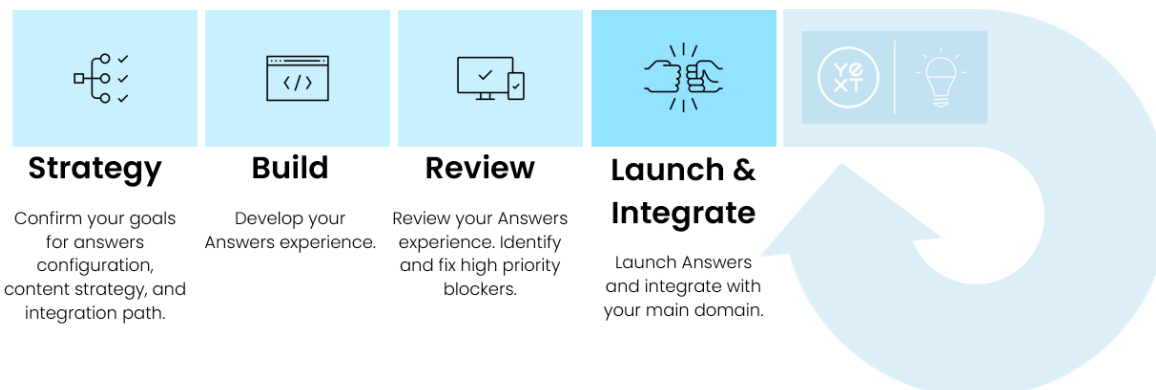 Strategy
Confirm your goals
for answers
configuration,
content strategy, and
integration path.
Build
Develop your
Answers experience.
Review
Review your Answers
experience. Identify
and fix high priority
blockers.
Launch &
Integrate
Launch Answers
and integrate with
your main domain.
</>
Ye
XT